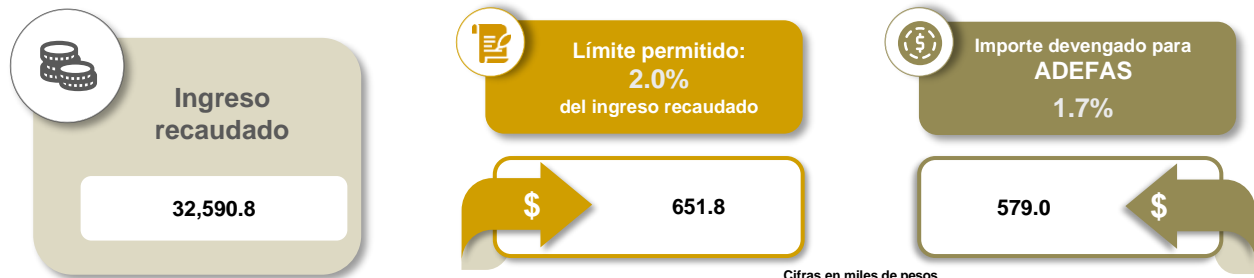 Ingreso
recaudado
32,590.8
Límite permitido:
2.0%
del ingreso recaudado
$
651.8
Importe devengado para
ADEFAS
1.7%
579.0
$
Cifras en miles de pesos